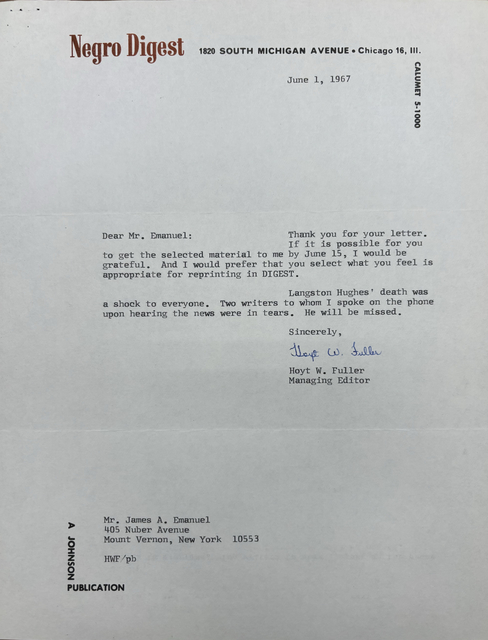 Negro Digest 1820 SOUTH MICHIGAN AVENUE • Chicago 16, Ill.
CALUMET 5-1000
June 1, 1967
Dear Mr. Emanuel: Thank you for your letter.
If it is possible for you
to get the selected material to me by June 15, I would be
grateful. And I would prefer that you select what you feel is
appropriate for reprinting in DIGEST.
Langston Hughes' death was
a shock to everyone. Two writers to whom I spoke on the phone
upon hearing the news were in tears. He will be missed.
Sincerely,
Hoyt W. Fuller
Hoyt W. Fuller
Managing Editor
Mr. James A. Emanuel
405 Nuber Avenue
Mount Vernon, New York 10553
HWF/pb
A JOHNSON
PUBLICATION